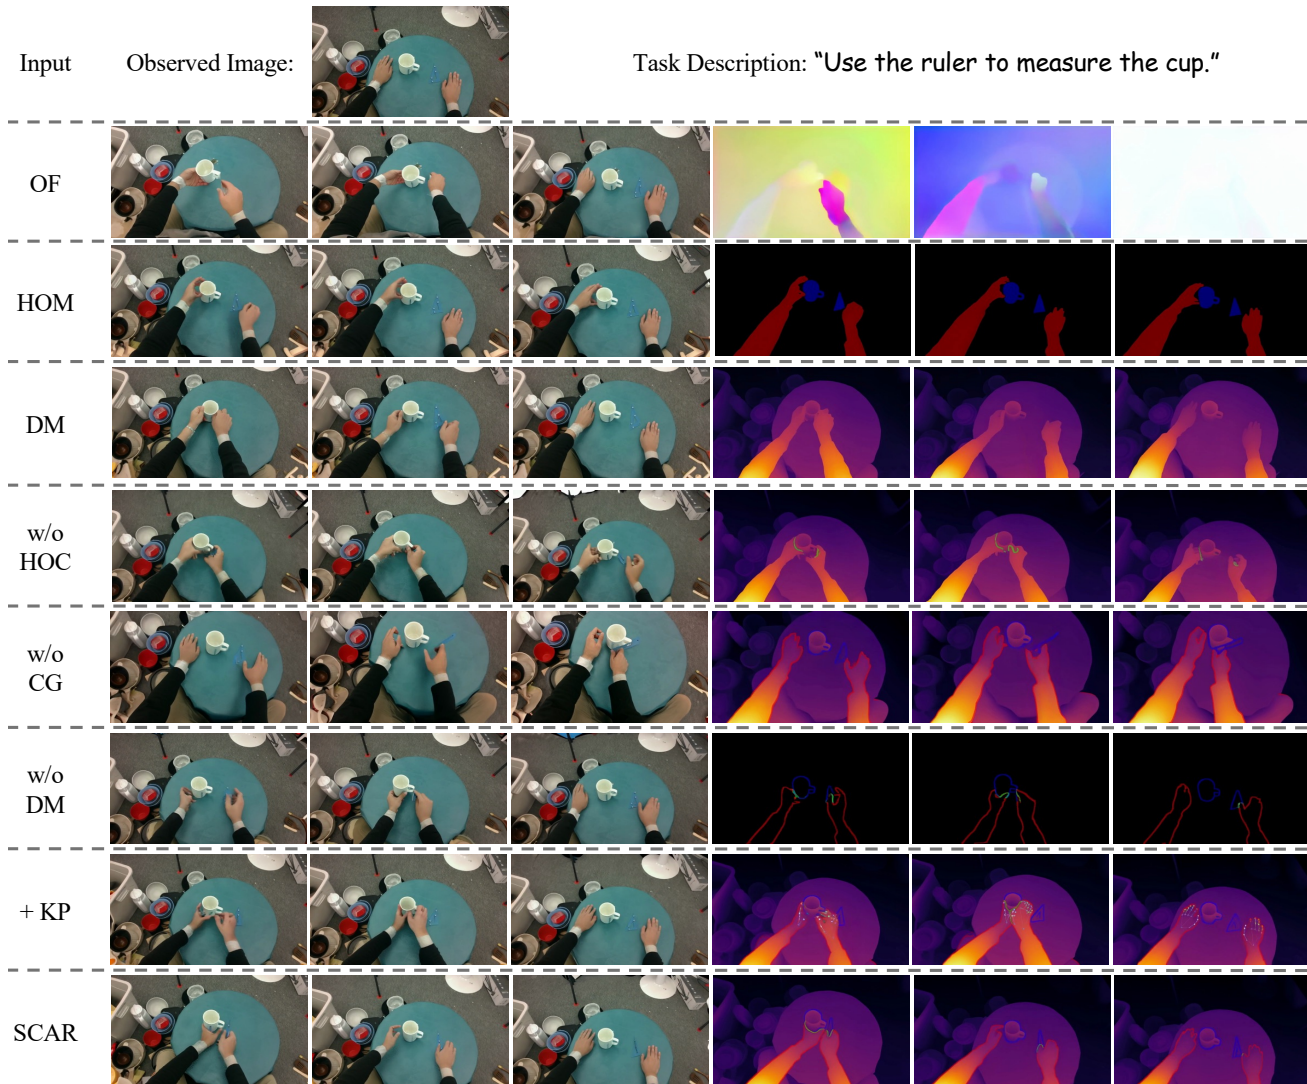 Input
Observed Image:
Task Description: “Use the ruler to measure the cup.”
OF
HOM
DM
w/o
HOC
w/o
CG
w/o
DM
+ KP
SCAR